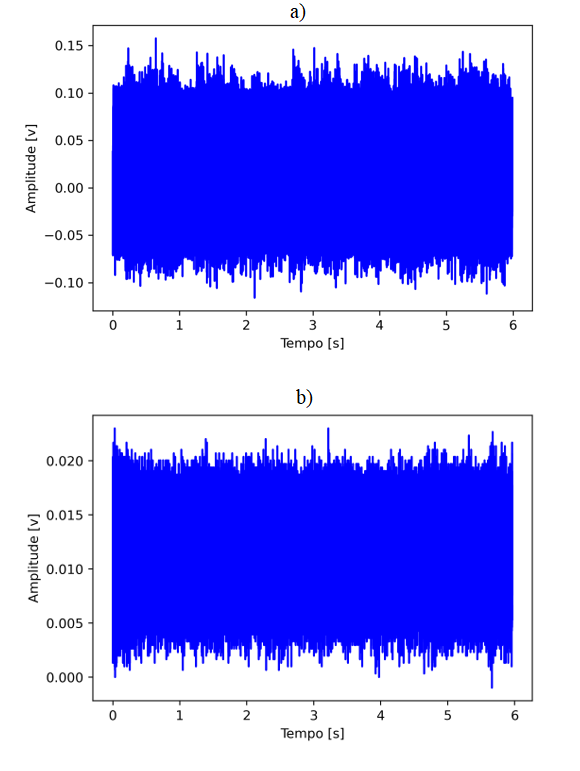 a)
0.15
0.10
0.05
0.00
−0.05
−0.10
Amplitude [v]
0 1 2 3 4 5 6
Tempo [s]
b)
0.020
0.015
0.010
0.005
0.000
Amplitude [v]
0 1 2 3 4 5 6
Tempo [s]